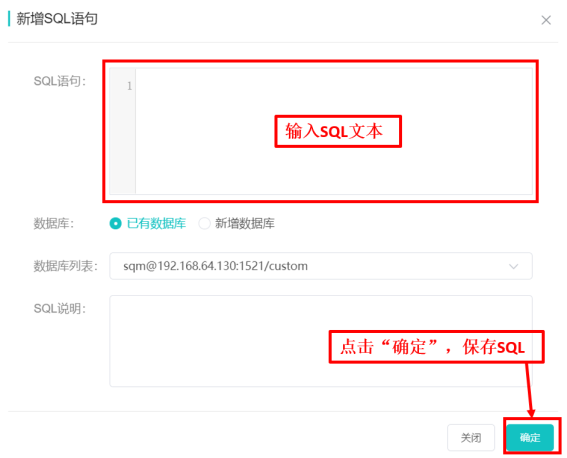 新增SQL语句
SQL语句：
1
输入SQL文本
数据库： 已有数据库 新增数据库
数据库列表： sqm@192.168.64.130:1521/custom
SQL说明：
点击“确定”，保存SQL
关闭 确定